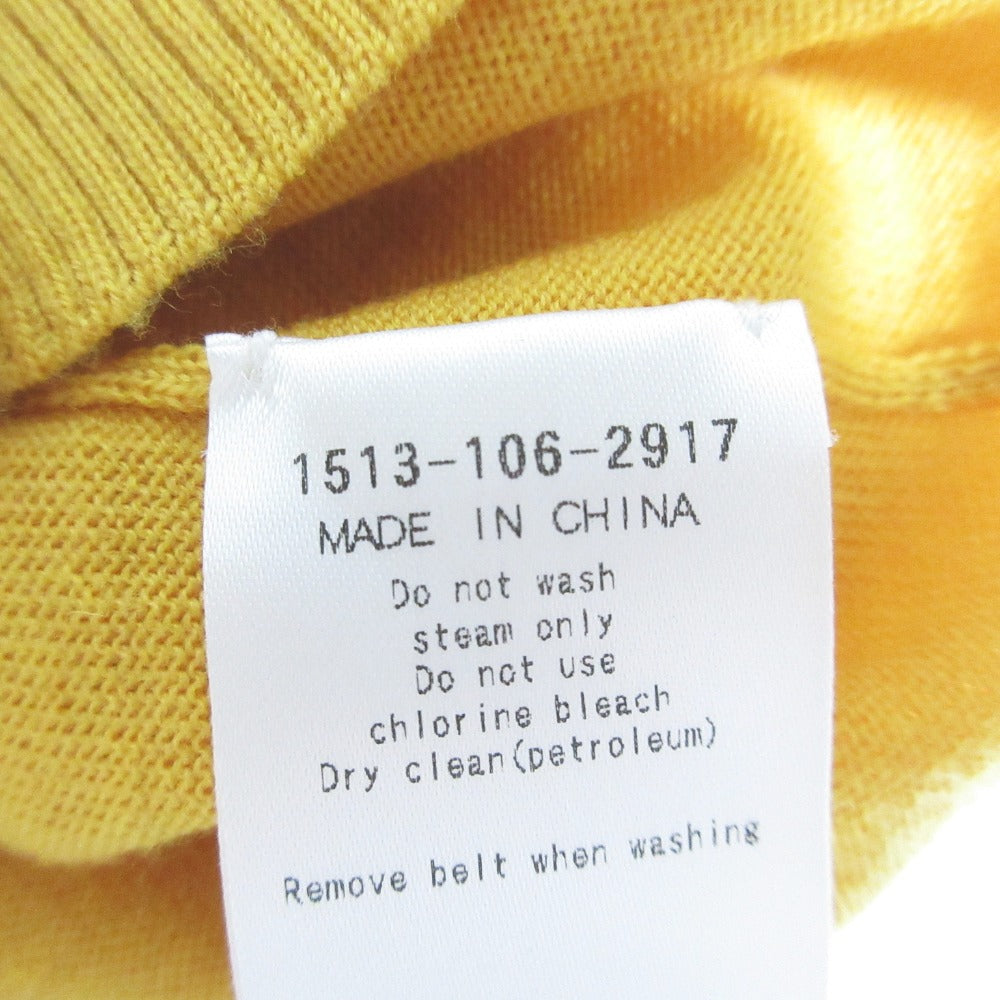 1513-106-2917
MADE IN CHINA
Do not wash
steam only
Do not use
chlorine bleach
Dry clean(petroleum)
Remove belt when washing